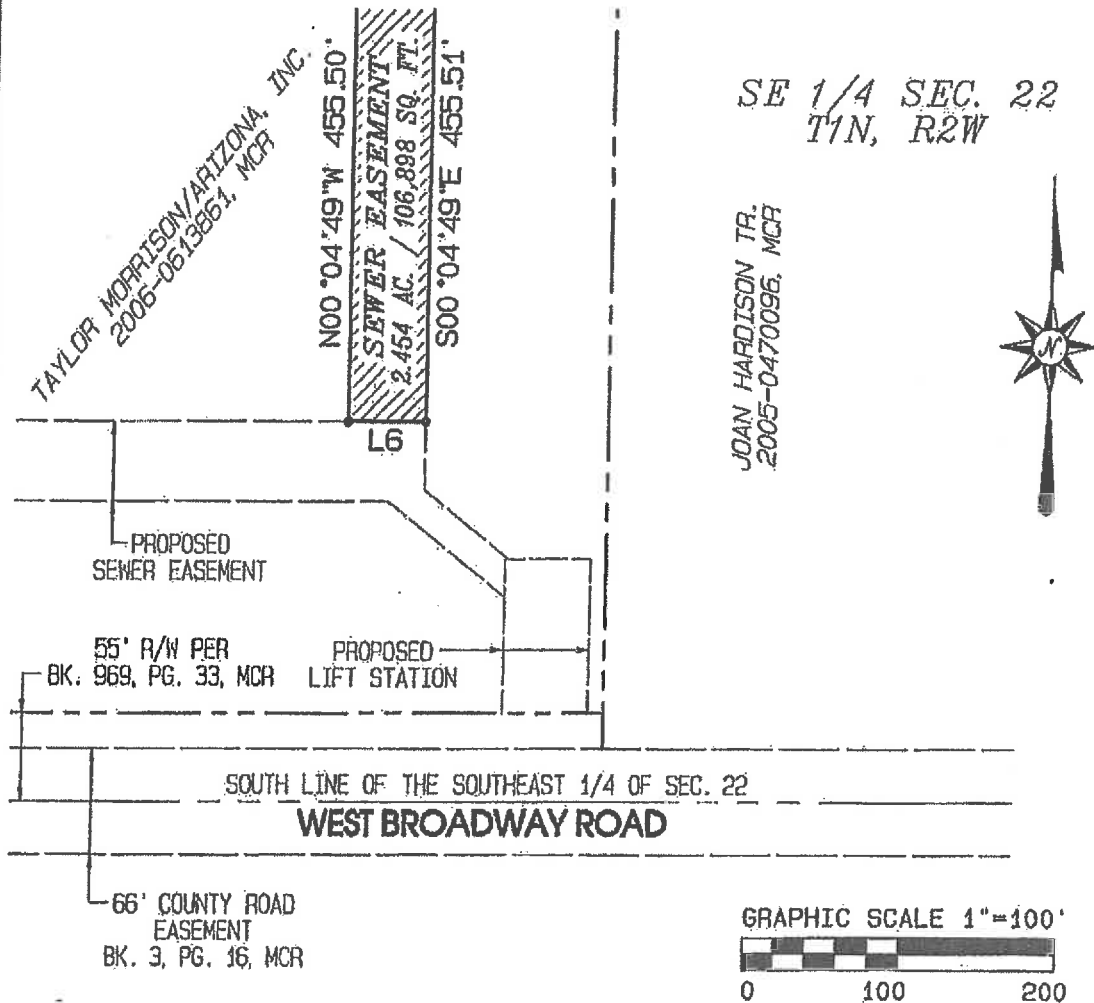 TAYLOR MORRISON/ARIZONA, INC.
2006-0613861, MCR
N00°04'49"W 455.50'
SEWER EASEMENT
2.454 AC. / 106,898 SQ. FT.
S00°04'49"E 455.51'
SE 1/4 SEC. 22
T1N, R2W
JOAN HARDISON TR.
2005-0470096, MCR
N
L6
PROPOSED
SEWER EASEMENT
55' R/W PER
BK. 969, PG. 33, MCR
PROPOSED
LIFT STATION
SOUTH LINE OF THE SOUTHEAST 1/4 OF SEC. 22
WEST BROADWAY ROAD
66' COUNTY ROAD
EASEMENT
BK. 3, PG. 16, MCR
GRAPHIC SCALE 1"=100'
0 100 200